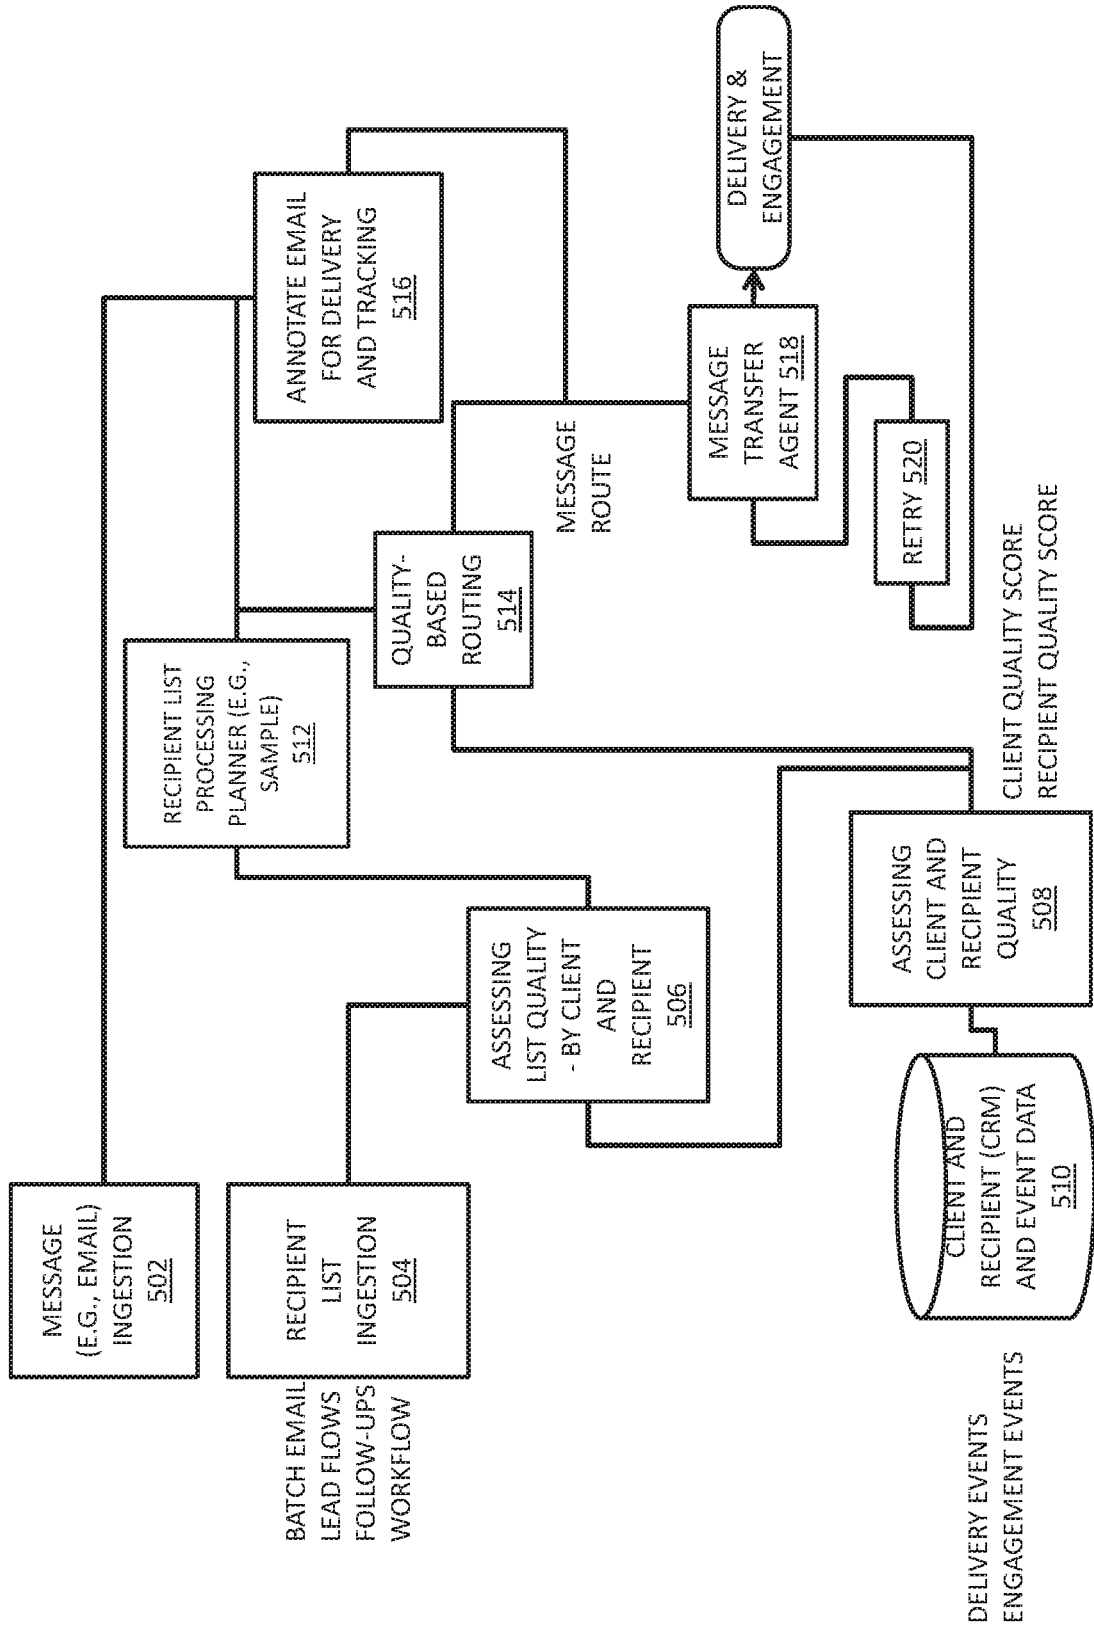 MESSAGE
(E.G., EMAIL)
INGESTION
502
BATCH EMAIL
LEAD FLOWS
FOLLOW-UPS
WORKFLOW
RECIPIENT
LIST
INGESTION
504
ASSESSING
LIST QUALITY
- BY CLIENT
AND
RECIPIENT
506
RECIPIENT LIST
PROCESSING
PLANNER (E.G.,
SAMPLE)
512
QUALITY-
BASED
ROUTING
514
ANNOTATE EMAIL
FOR DELIVERY
AND TRACKING
516
MESSAGE
ROUTE
MESSAGE
TRANSFER
AGENT 518
DELIVERY &
ENGAGEMENT
RETRY 520
DELIVERY EVENTS
ENGAGEMENT EVENTS
CLIENT AND
RECIPIENT (CRM)
AND EVENT DATA
510
ASSESSING
CLIENT AND
RECIPIENT
QUALITY
508
CLIENT QUALITY SCORE
RECIPIENT QUALITY SCORE